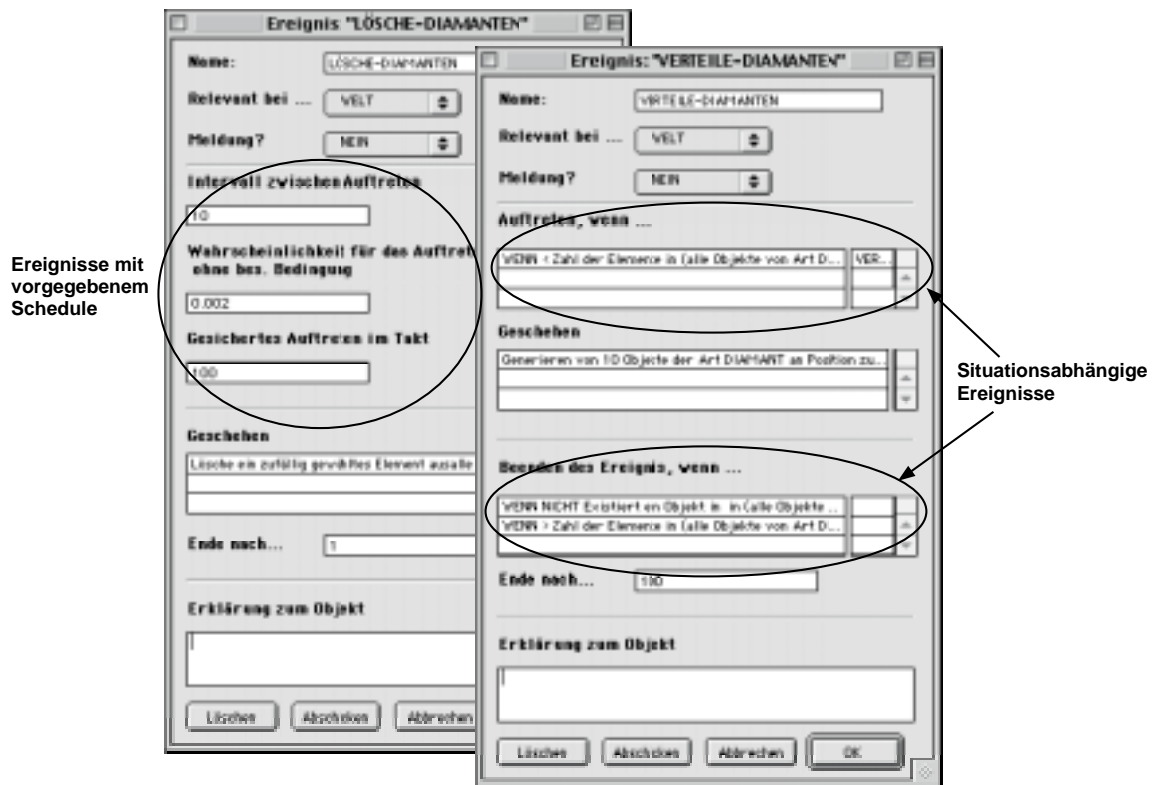 Ereignis "LÖSCHE-DIAMANTEN"
Name:
LÖSCHE-DIAMANTEN
Relevant bei ...
WELT
Meldung?
NEIN
Intervall zwischen Auftreten
10
Wahrscheinlichkeit für das Auftret
ohne bes. Bedingung
0.002
Gesichertes Auftreten im Takt
100
Geschehen
Lösche ein zufällig gewähltes Element aus alle
Ende nach...
1
Erklärung zum Objekt
Löschen
Abschicken
Abbrechen
Ereignisse mit
vorgegebenem
Schedule
Ereignis: "VERTEILE-DIAMANTEN"
Name:
VERTEILE-DIAMANTEN
Relevant bei ...
WELT
Meldung?
NEIN
Auftreten, wenn ...
WENN < Zahl der Elemente in (alle Objekte von Art D...
VER...
Geschehen
Generieren von 10 Objecte der Art DIAMANT an Position zu...
Beenden des Ereignis, wenn ...
WENN NICHT Existiert en Objekt in in (alle Objekte ...
WENN > Zahl der Elemente in (alle Objekte von Art D...
Ende nach...
100
Erklärung zum Objekt
Löschen
Abschicken
Abbrechen
OK
Situationsabhängige
Ereignisse